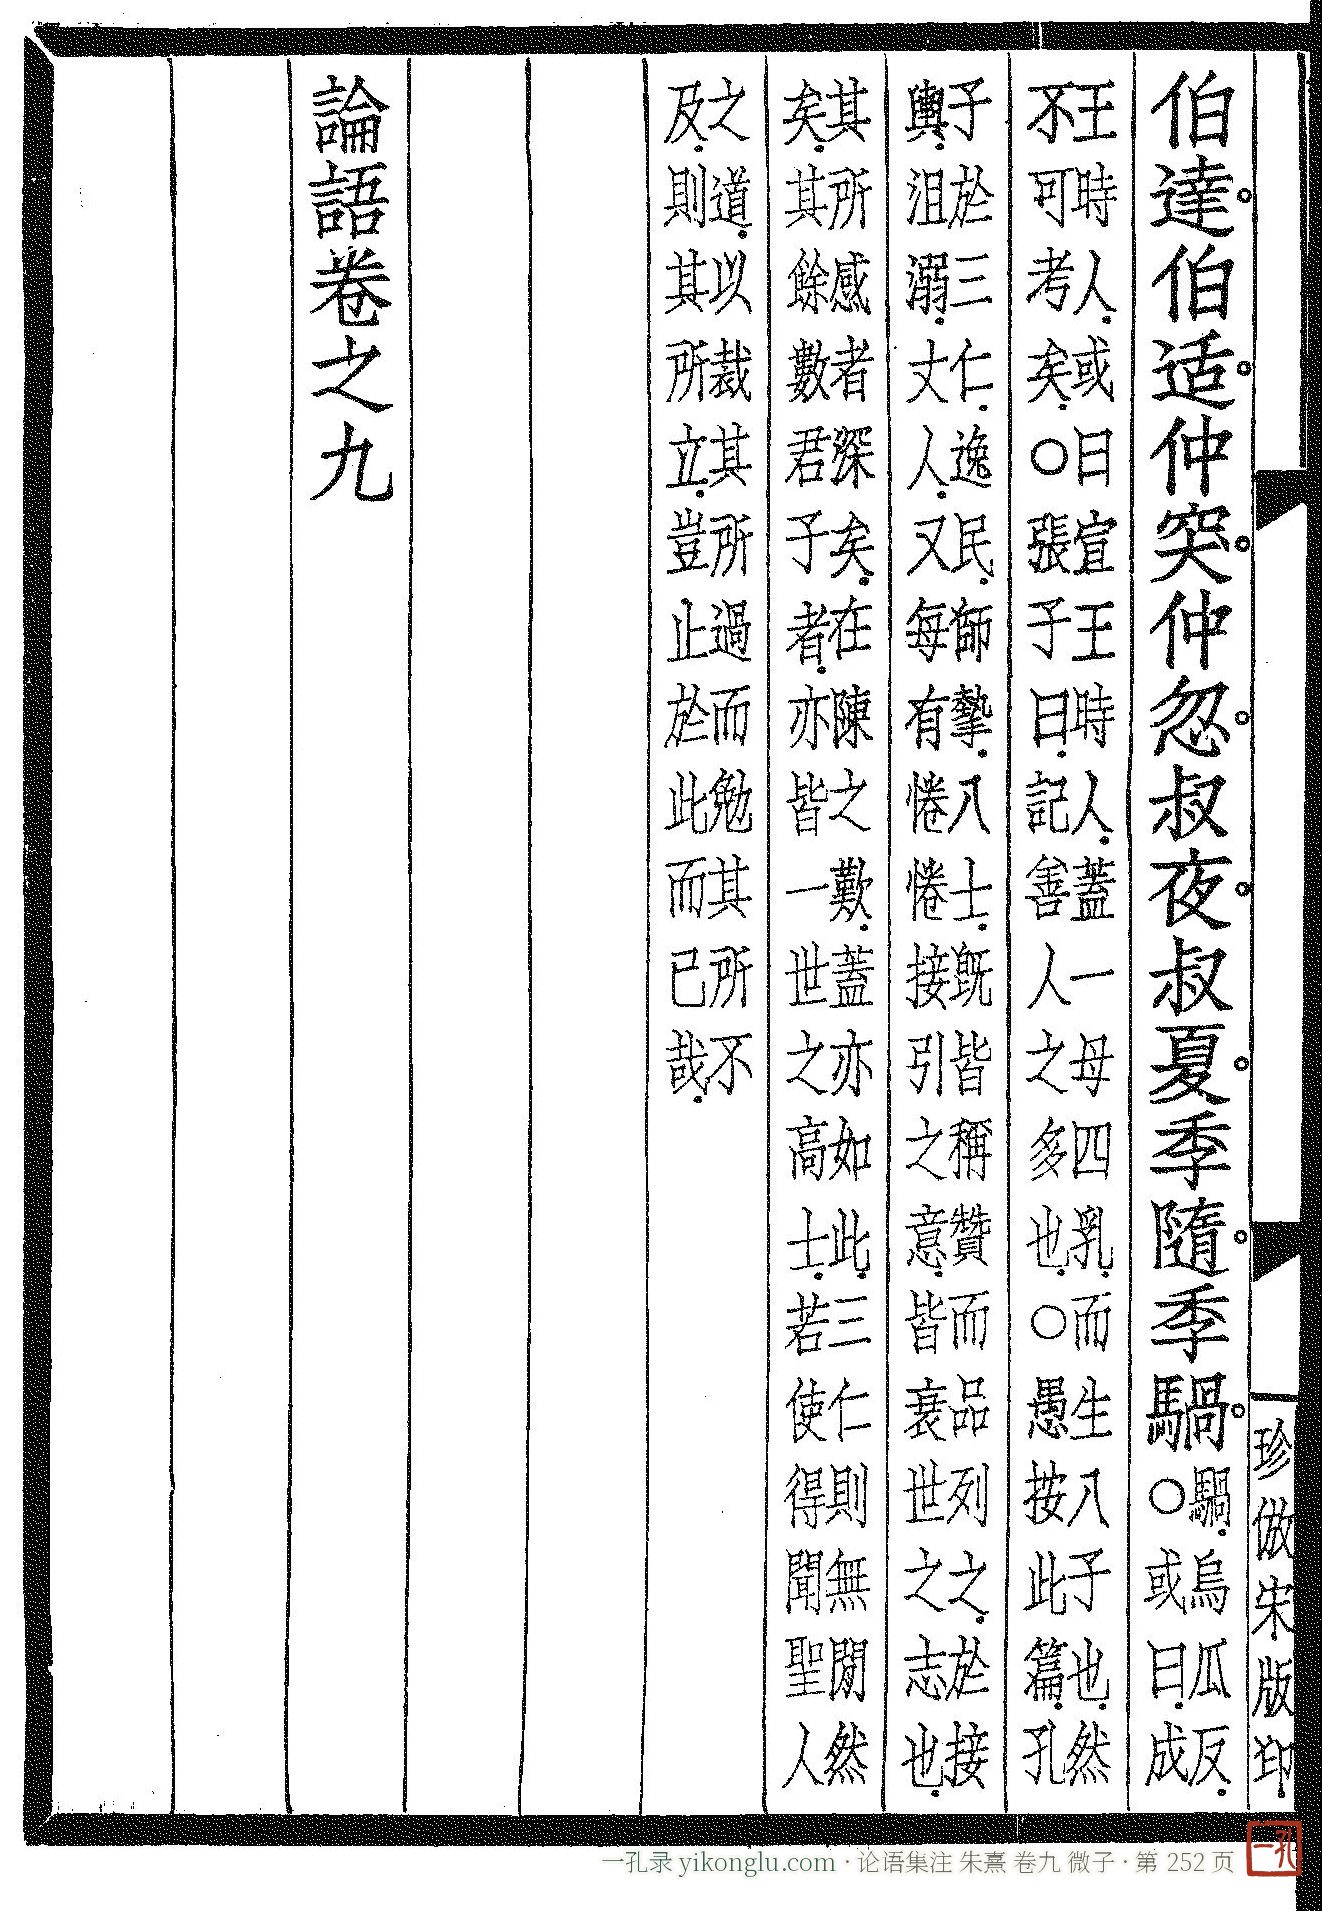 伯達。伯适。仲突。仲忽。叔夜。叔夏。季隨。季騧。
騧。烏瓜反。
○或曰。成
王時人。或曰宣王時人。蓋一母四乳。而生八子也。然
不可考矣。○張子曰。記善人之多也。○愚按此篇。孔
子於三仁。逸民。師摯。八士。既皆稱贊而品列之。於接
輿。沮溺。丈人。又每有惓惓接引之意。皆衰世之志也。
其所感者深矣。在陳之歎。蓋亦如此。三仁則無閒然
矣。其餘數君子者。亦皆一世之高士。若使得聞聖人
之道。以裁其所過而勉其所不
及。則其所立。豈止於此而已哉。
論語卷之九
珍倣宋版印
一孔录 yikonglu.com · 论语集注 朱熹 卷九 微子 · 第 252 页
一孔